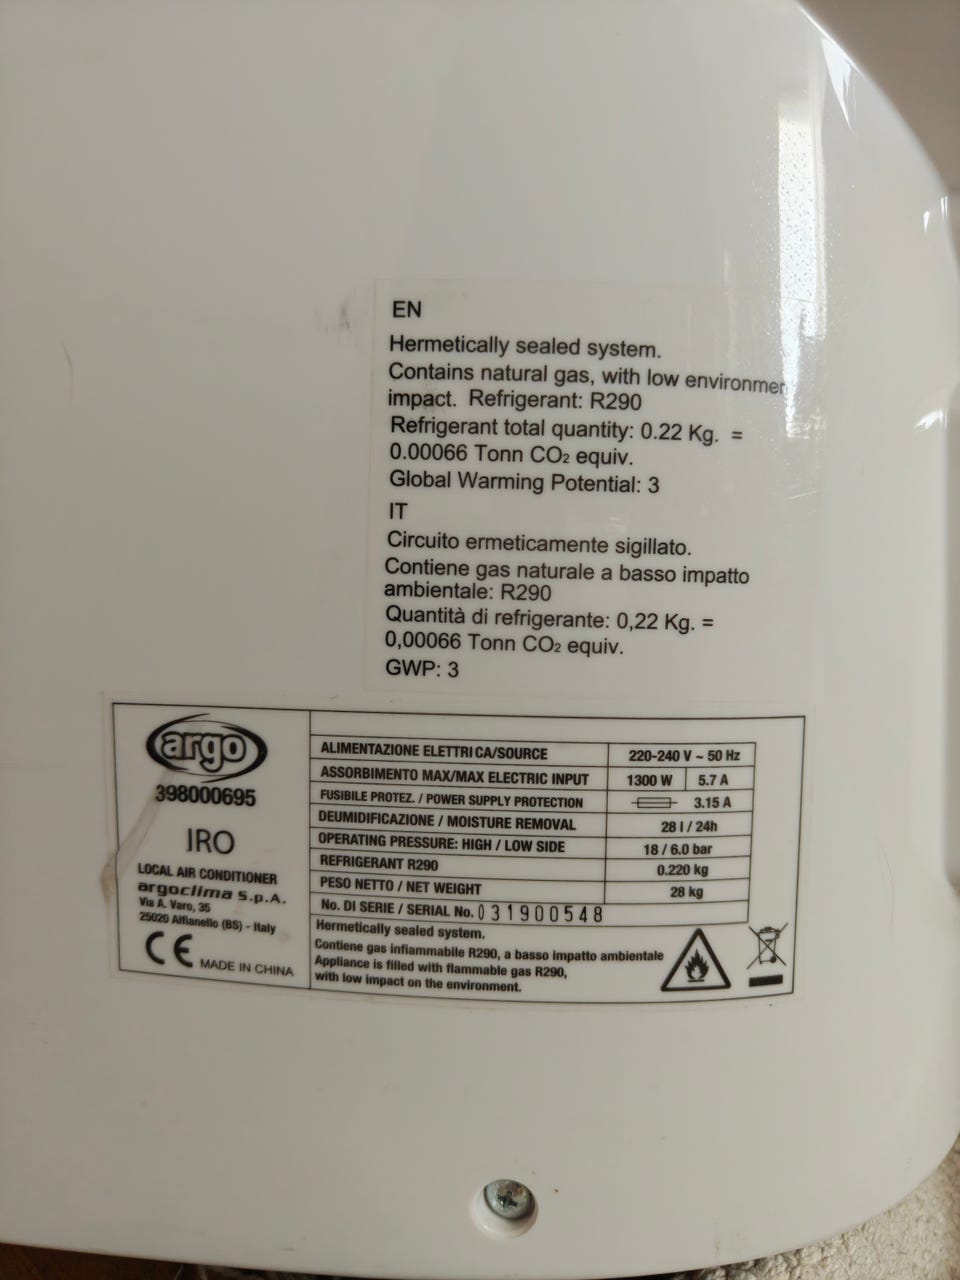 EN
Hermetically sealed system.
Contains natural gas, with low
impact. Refrigerant: R290
Refrigerant total quantity: 0.22 Kg. =
0.00066 Tonn CO₂ equiv.
Global Warming Potential: 3
IT
Circuito ermeticamente sigillato.
Contiene gas naturale a basso impatto
ambientale: R290
Quantità di refrigerante: 0,22 Kg. =
0,00066 Tonn CO₂ equiv.
GWP: 3
argo
398000695
IRO
LOCAL AIR CONDITIONER
argoclima S.p.A.
Via A. Varo, 35
25020 Alfianello (BS) - Italy
CE MADE IN CHINA
ALIMENTAZIONE ELETTRI CA/SOURCE 220-240 V ~ 50 Hz
ASSORBIMENTO MAX/MAX ELECTRIC INPUT 1300 W 5.7 A
FUSIBILE PROTEZ. / POWER SUPPLY PROTECTION 3.15 A
DEUMIDIFICAZIONE / MOISTURE REMOVAL 28 l / 24h
OPERATING PRESSURE: HIGH / LOW SIDE 18 / 6.0 bar
REFRIGERANT R290 0.220 kg
PESO NETTO / NET WEIGHT 28 kg
No. DI SERIE / SERIAL No. 031900548
Hermetically sealed system.
Contiene gas infiammabile R290, a basso impatto ambientale
Appliance is filled with flammable gas R290,
with low impact on the environment.